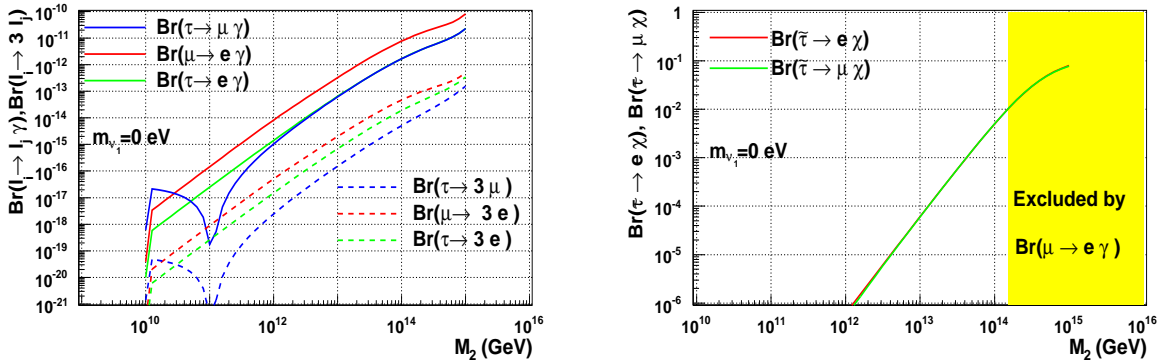 Br(l_i → l_j γ),Br(l_i → 3 l_j)
10^-10
10^-11
10^-12
10^-13
10^-14
10^-15
10^-16
10^-17
10^-18
10^-19
10^-20
10^-21
Br(τ→ μ γ)
Br(μ→ e γ)
Br(τ→ e γ)
m_ν1=0 eV
Br(τ→ 3 μ)
Br(μ→ 3 e)
Br(τ→ 3 e )
10^10
10^12
10^14
10^16
M_2 (GeV)
Br(τ̃ → e χ), Br(τ̃ → μ χ)
1
10^-1
10^-2
10^-3
10^-4
10^-5
10^-6
Br(τ̃ → e χ)
Br(τ̃ → μ χ)
m_ν1=0 eV
Excluded by
Br(μ → e γ)
10^10
10^11
10^12
10^13
10^14
10^15
10^16
M_2 (GeV)